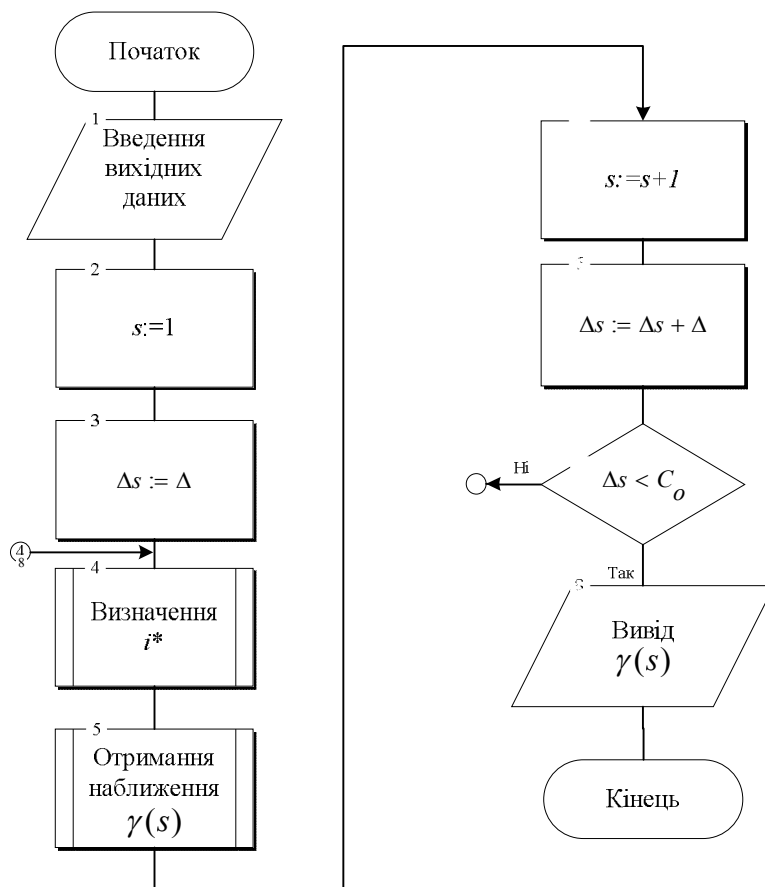 Початок
1
Введення
вихідних
даних
2
s:=1
3
Δs := Δ
4
8
4
Визначення
i*
5
Отримання
наближення
γ(s)
s:=s+1
Δs := Δs + Δ
Ні
Δs < C₀
Так
Вивід
γ(s)
Кінець